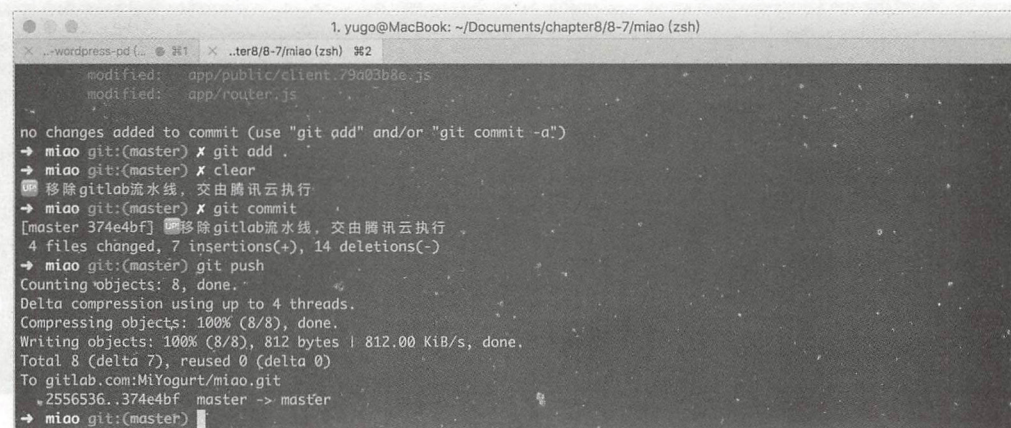 1. yugo@MacBook: ~/Documents/chapter8/8-7/miao (zsh)
× ..-wordpress-pd (... ● ⌘1 × ..ter8/8-7/miao (zsh) ⌘2
modified: app/public/client.79a03b8e.js
modified: app/router.js
no changes added to commit (use "git add" and/or "git commit -a")
➜ miao git:(master) ✗ git add .
➜ miao git:(master) ✗ clear
🆙 移除gitlab流水线，交由腾讯云执行
➜ miao git:(master) ✗ git commit
[master 374e4bf] 🆙移除gitlab流水线，交由腾讯云执行
4 files changed, 7 insertions(+), 14 deletions(-)
➜ miao git:(master) git push
Counting objects: 8, done.
Delta compression using up to 4 threads.
Compressing objects: 100% (8/8), done.
Writing objects: 100% (8/8), 812 bytes | 812.00 KiB/s, done.
Total 8 (delta 7), reused 0 (delta 0)
To gitlab.com:MiYogurt/miao.git
2556536..374e4bf master -> master
➜ miao git:(master)